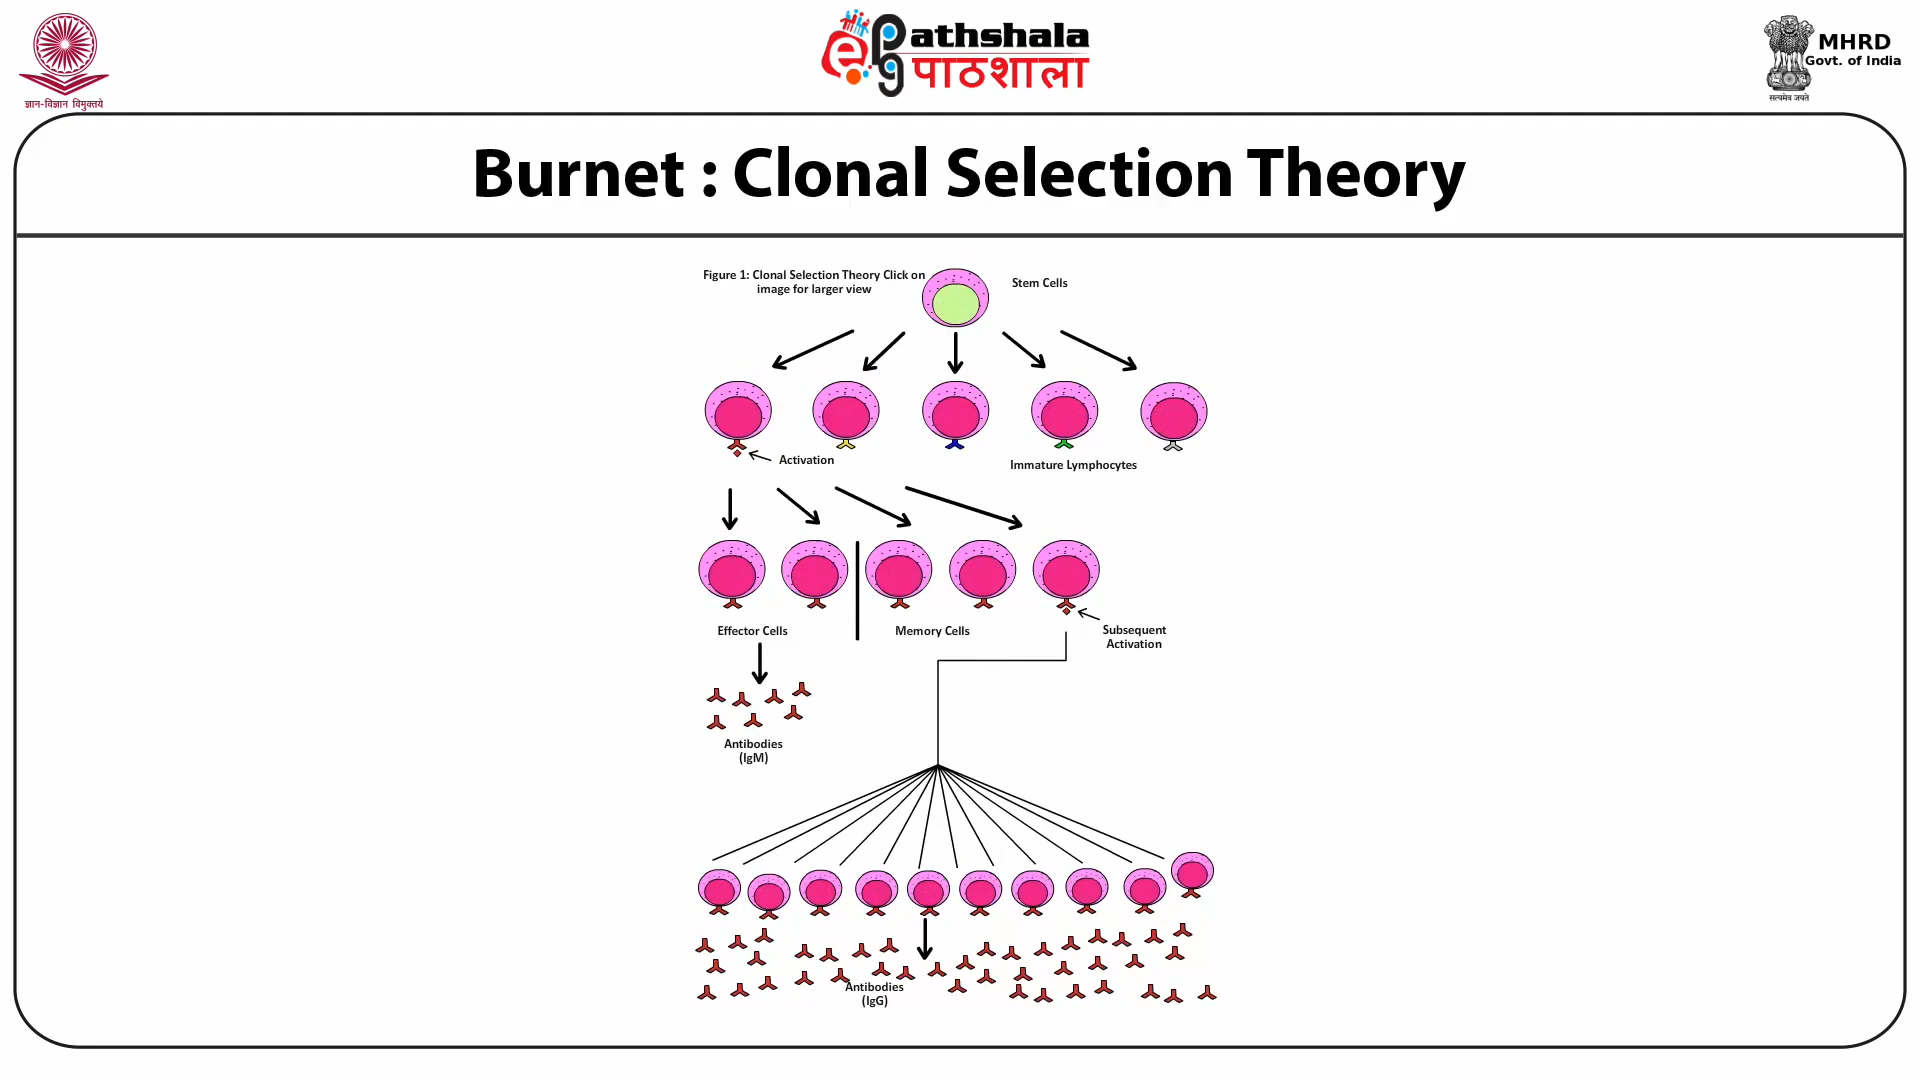 ज्ञान-विज्ञान विमुक्तये
ePathshala
पाठशाला
MHRD
Govt. of India
सत्यमेव जयते
Burnet : Clonal Selection Theory
Figure 1: Clonal Selection Theory Click on
image for larger view
Stem Cells
Activation
Immature Lymphocytes
Effector Cells
Memory Cells
Subsequent
Activation
Antibodies
(IgM)
Antibodies
(IgG)